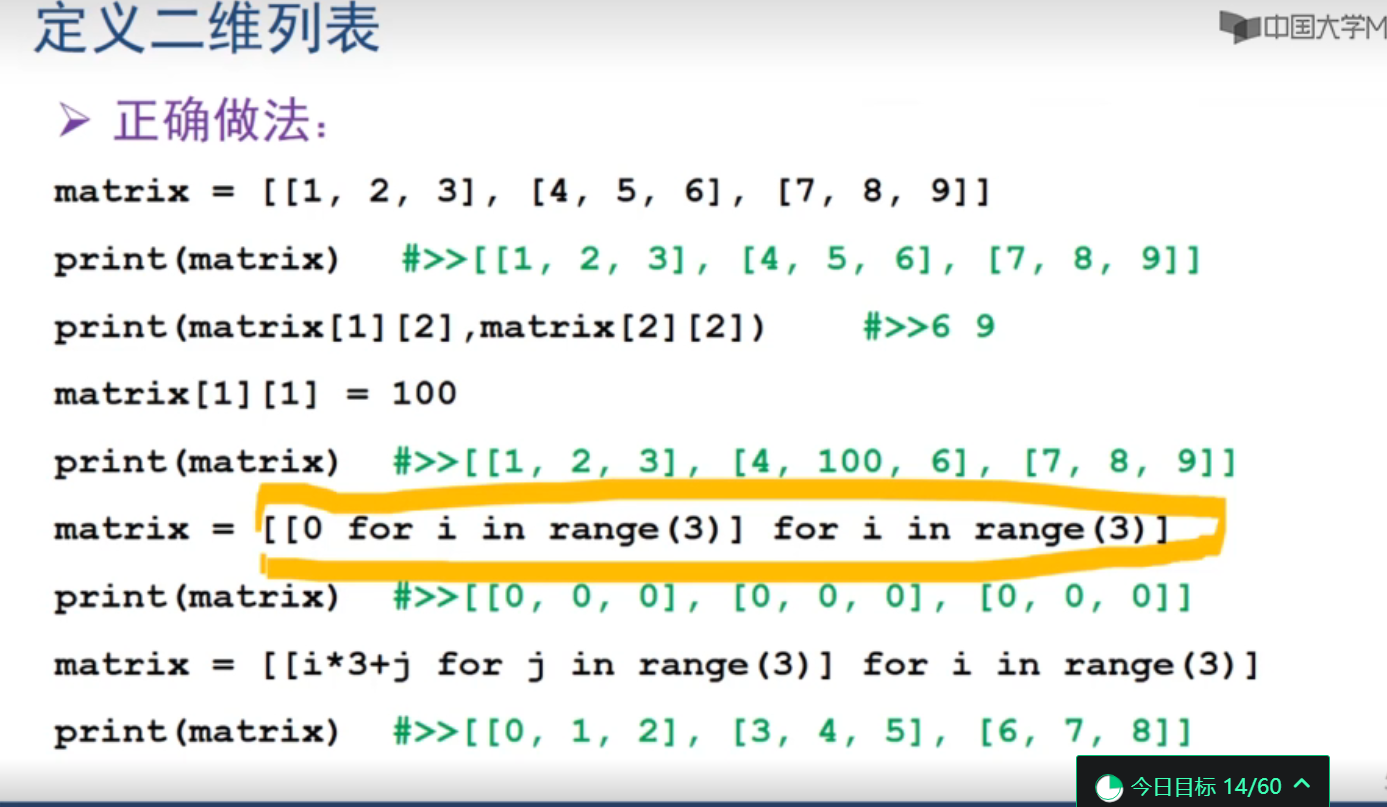 定义二维列表
中国大学M
➢ 正确做法：
matrix = [[1, 2, 3], [4, 5, 6], [7, 8, 9]]
print(matrix) #>>[[1, 2, 3], [4, 5, 6], [7, 8, 9]]
print(matrix[1][2],matrix[2][2]) #>>6 9
matrix[1][1] = 100
print(matrix) #>>[[1, 2, 3], [4, 100, 6], [7, 8, 9]]
matrix = [[0 for i in range(3)] for i in range(3)]
print(matrix) #>>[[0, 0, 0], [0, 0, 0], [0, 0, 0]]
matrix = [[i*3+j for j in range(3)] for i in range(3)]
print(matrix) #>>[[0, 1, 2], [3, 4, 5], [6, 7, 8]]
今日目标 14/60